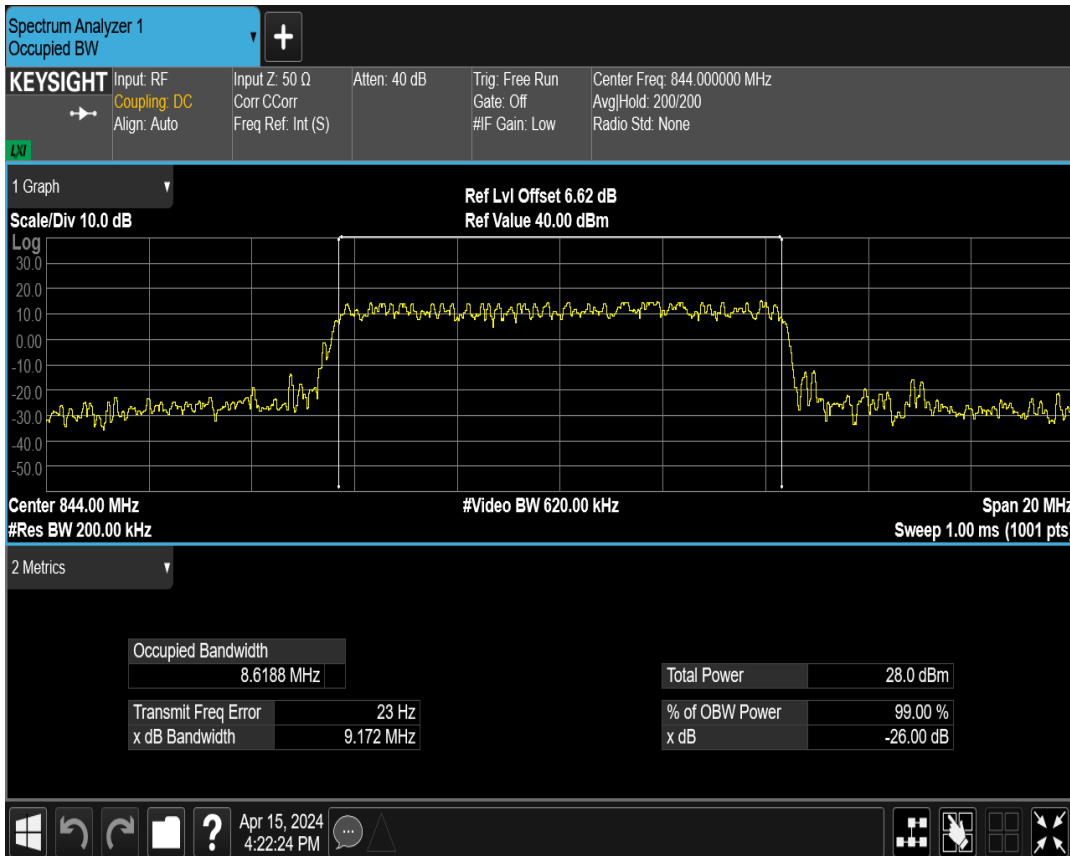 Spectrum Analyzer 1
Occupied BW
+
KEYSIGHT
LXI
Input: RF
Coupling: DC
Align: Auto
Input Z: 50 Ω
Corr CCorr
Freq Ref: Int (S)
Atten: 40 dB
Trig: Free Run
Gate: Off
#IF Gain: Low
Center Freq: 844.000000 MHz
Avg|Hold: 200/200
Radio Std: None
1 Graph
Scale/Div 10.0 dB
Ref Lvl Offset 6.62 dB
Ref Value 40.00 dBm
Log
30.0
20.0
10.0
0.00
-10.0
-20.0
-30.0
-40.0
-50.0
Center 844.00 MHz
#Video BW 620.00 kHz
Span 20 MHz
#Res BW 200.00 kHz
Sweep 1.00 ms (1001 pts)
2 Metrics
Occupied Bandwidth
8.6188 MHz
Total Power 28.0 dBm
Transmit Freq Error 23 Hz
% of OBW Power 99.00 %
x dB Bandwidth 9.172 MHz
x dB -26.00 dB
?
Apr 15, 2024
4:22:24 PM